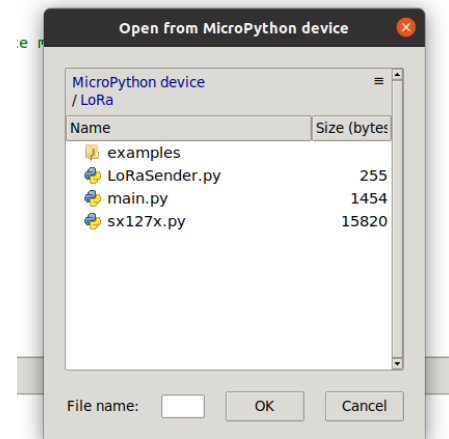 Open from MicroPython device
e
MicroPython device
/ LoRa
≡
Name Size (bytes
examples
LoRaSender.py 255
main.py 1454
sx127x.py 15820
File name: OK Cancel